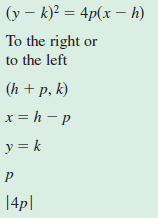 (y − k)² = 4p(x − h)
To the right or
to the left
(h + p, k)
x = h − p
y = k
p
|4p|